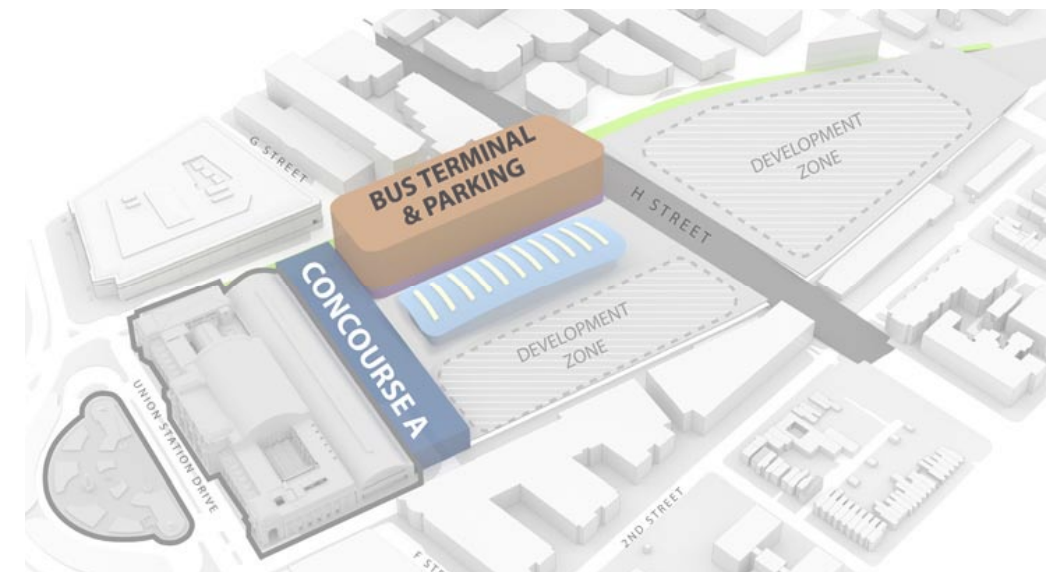 DEVELOPMENT
ZONE
G STREET
BUS TERMINAL
& PARKING
H STREET
CONCOURSE A
DEVELOPMENT
ZONE
UNION STATION DRIVE
2ND STREET